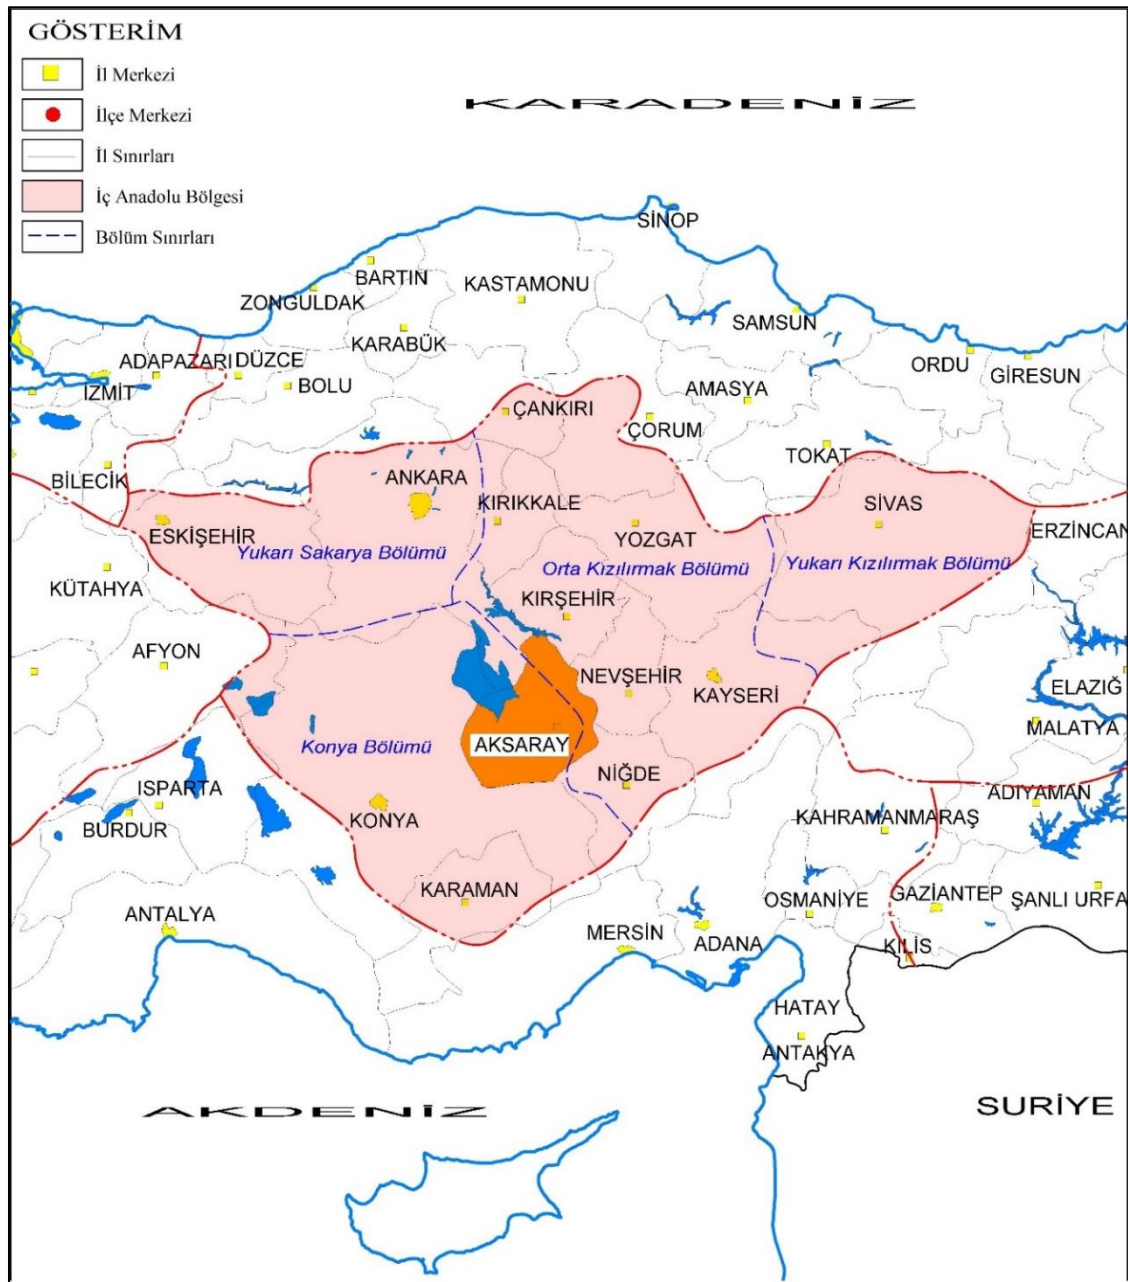 GÖSTERİM
İl Merkezi
İlçe Merkezi
İl Sınırları
İç Anadolu Bölgesi
Bölüm Sınırları
KARADENİZ
SİNOP
BARTIN
KASTAMONU
ZONGULDAK
SAMSUN
KARABÜK
ORDU
GİRESUN
ADAPAZARI
DÜZCE
İZMİT
BOLU
AMASYA
ÇANKIRI
ÇORUM
TOKAT
BİLECİK
ANKARA
KIRIKKALE
SİVAS
ERZİNCAN
ESKİŞEHİR
YOZGAT
Yukarı Sakarya Bölümü
Orta Kızılırmak Bölümü
Yukarı Kızılırmak Bölümü
KÜTAHYA
KIRŞEHİR
AFYON
NEVŞEHİR
KAYSERİ
ELAZIĞ
MALATYA
Konya Bölümü
AKSARAY
NİĞDE
ISPARTA
ADIYAMAN
BURDUR
KONYA
KAHRAMANMARAŞ
KARAMAN
OSMANİYE
GAZİANTEP
ŞANLI URFA
ANTALYA
MERSİN
ADANA
KİLİS
HATAY
ANTAKYA
AKDENİZ
SURİYE